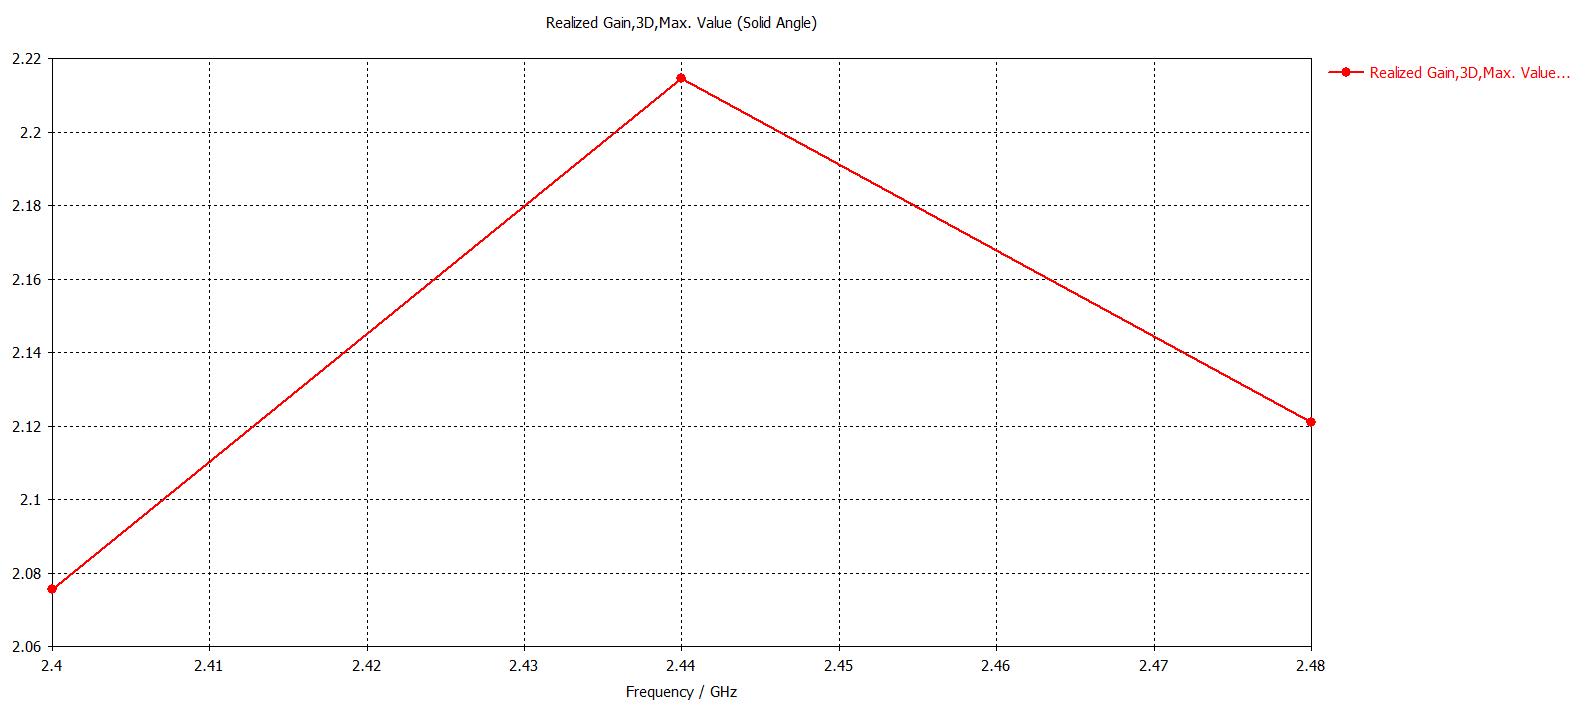 Realized Gain,3D,Max. Value (Solid Angle)
2.22
2.2
2.18
2.16
2.14
2.12
2.1
2.08
2.06
2.4 2.41 2.42 2.43 2.44 2.45 2.46 2.47 2.48
Frequency / GHz
Realized Gain,3D,Max. Value...